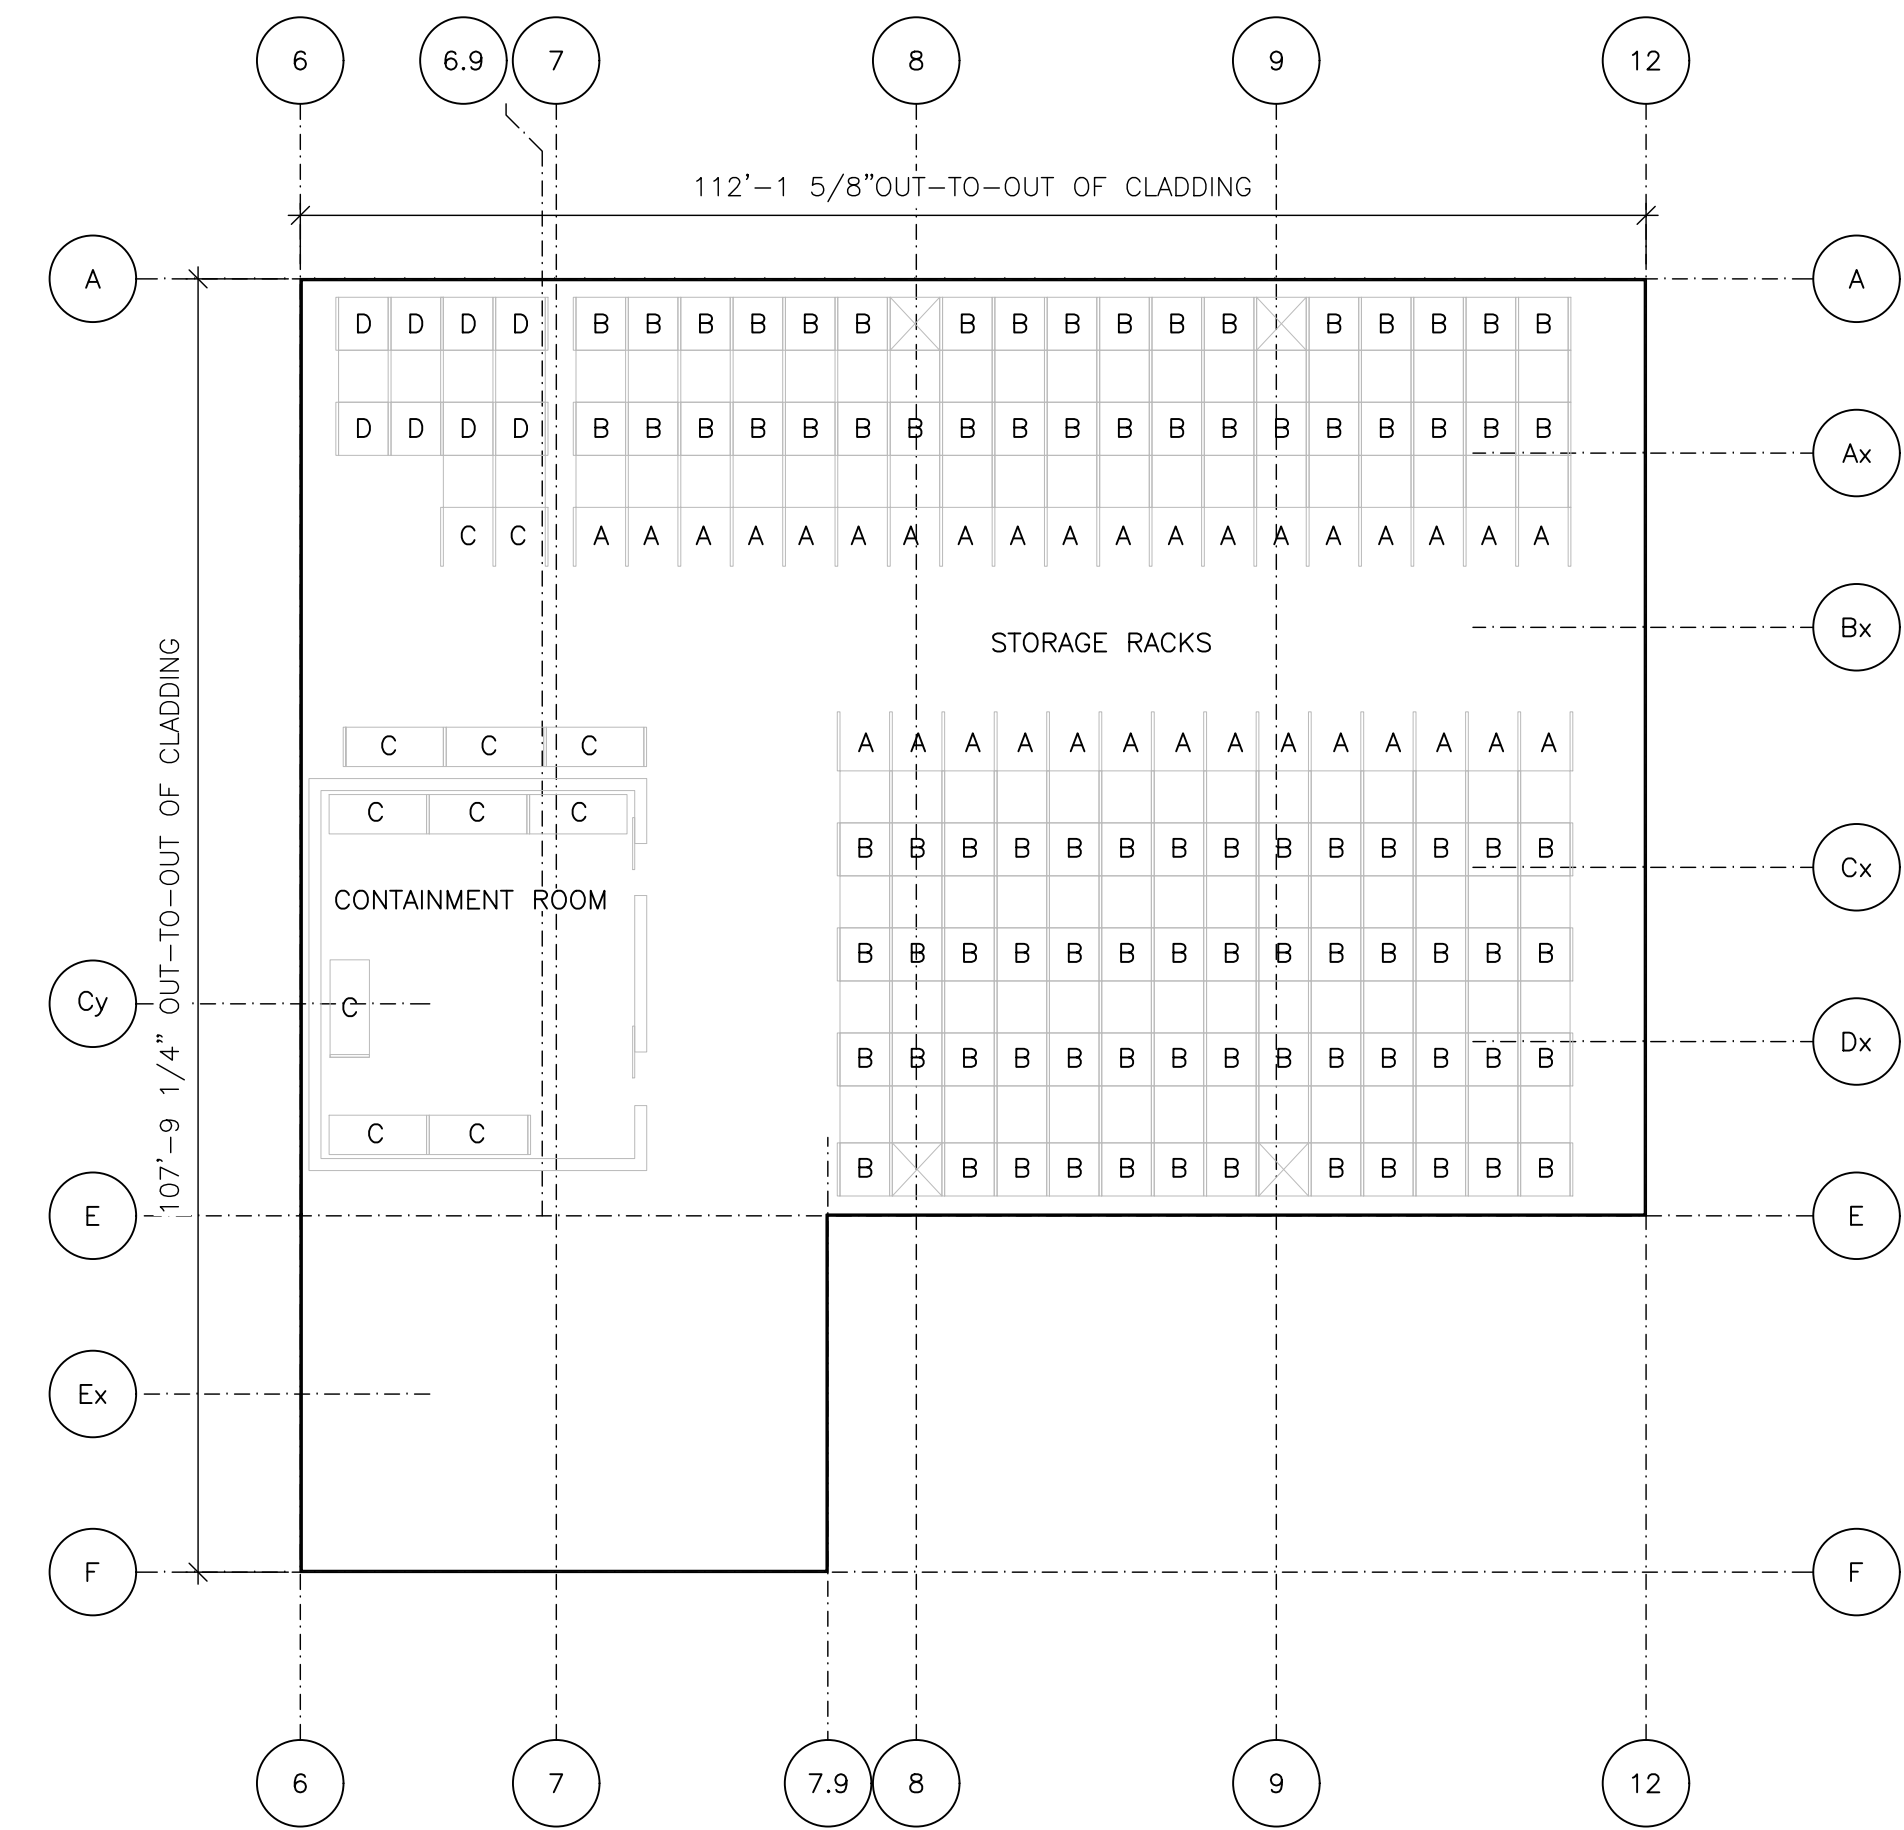 6 6.9 7 8 9 12
112'-1 5/8"OUT-TO-OUT OF CLADDING
A A
D D D D B B B B B B B B B B B B B B B B B
D D D D B B B B B B B B B B B B B B B B B B B
Ax
C C A A A A A A A A A A A A A A A A A A A
Bx
STORAGE RACKS
107'-9 1/4" OUT-TO-OUT OF CLADDING
C C C A A A A A A A A A A A A A A
C C C
B B B B B B B B B B B B B B
Cx
CONTAINMENT ROOM
B B B B B B B B B B B B B B
Cy C
Dx
B B B B B B B B B B B B B B
C C
B B B B B B B B B B B B
E E
Ex
F F
6 7 7.9 8 9 12